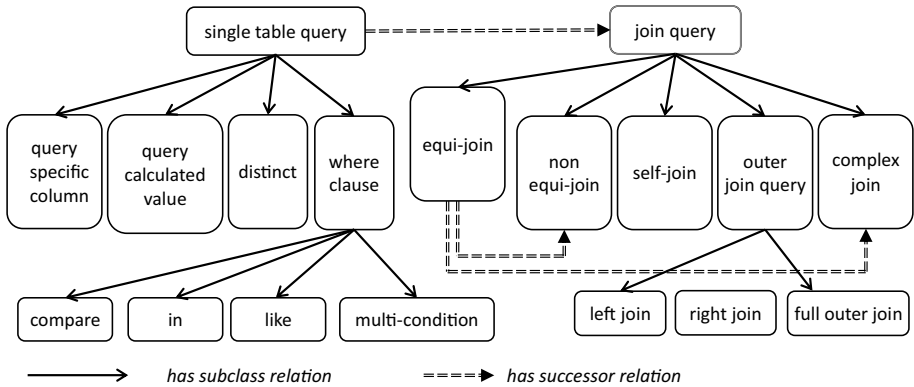 single table query
join query
query
specific
column
query
calculated
value
distinct
where
clause
equi-join
non
equi-join
self-join
outer
join query
complex
join
compare
in
like
multi-condition
left join
right join
full outer join
has subclass relation
has successor relation